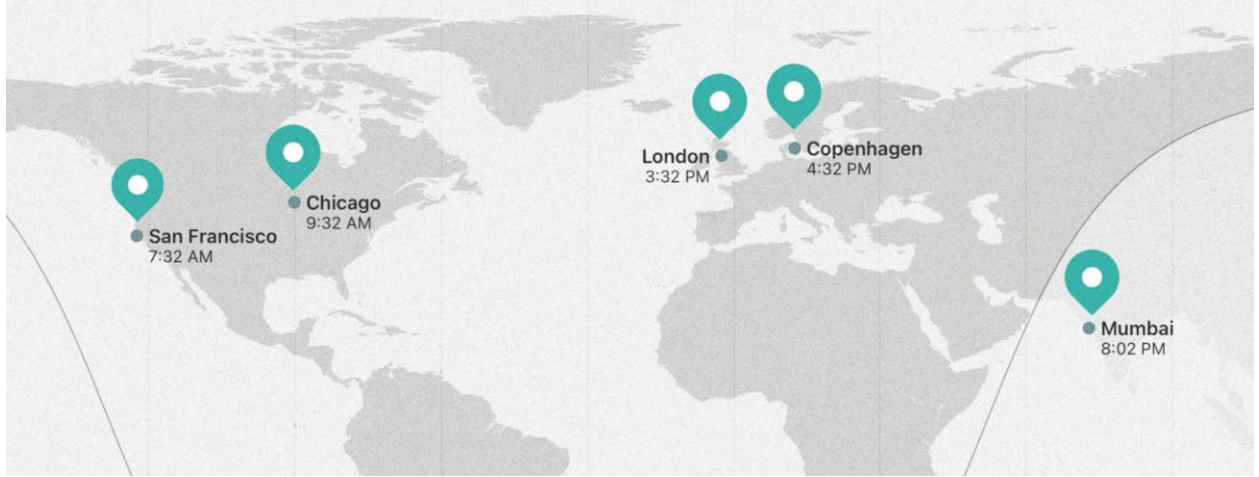 London
3:32 PM
Copenhagen
4:32 PM
Chicago
9:32 AM
San Francisco
7:32 AM
Mumbai
8:02 PM